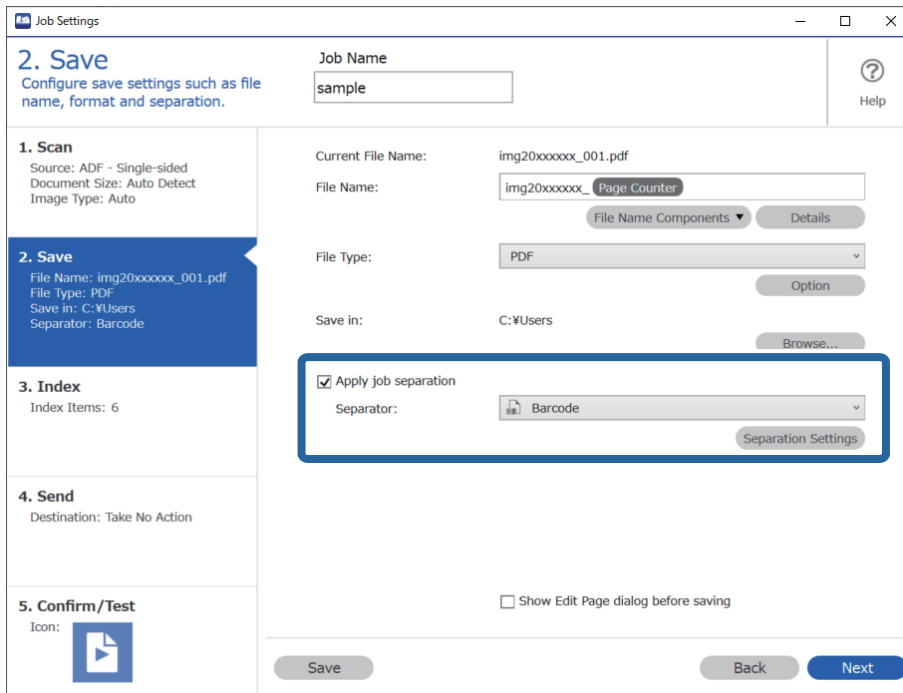 Job Settings
2. Save
Configure save settings such as file
name, format and separation.
Job Name
sample
Help
1. Scan
Source: ADF - Single-sided
Document Size: Auto Detect
Image Type: Auto
2. Save
File Name: img20xxxxxx_001.pdf
File Type: PDF
Save in: C:¥Users
Separator: Barcode
3. Index
Index Items: 6
4. Send
Destination: Take No Action
5. Confirm/Test
Icon:
Current File Name: img20xxxxxx_001.pdf
File Name: img20xxxxxx_ Page Counter
File Name Components ▼ Details
File Type: PDF
Option
Save in: C:¥Users
Browse...
Apply job separation
Separator: Barcode
Separation Settings
Show Edit Page dialog before saving
Save Back Next